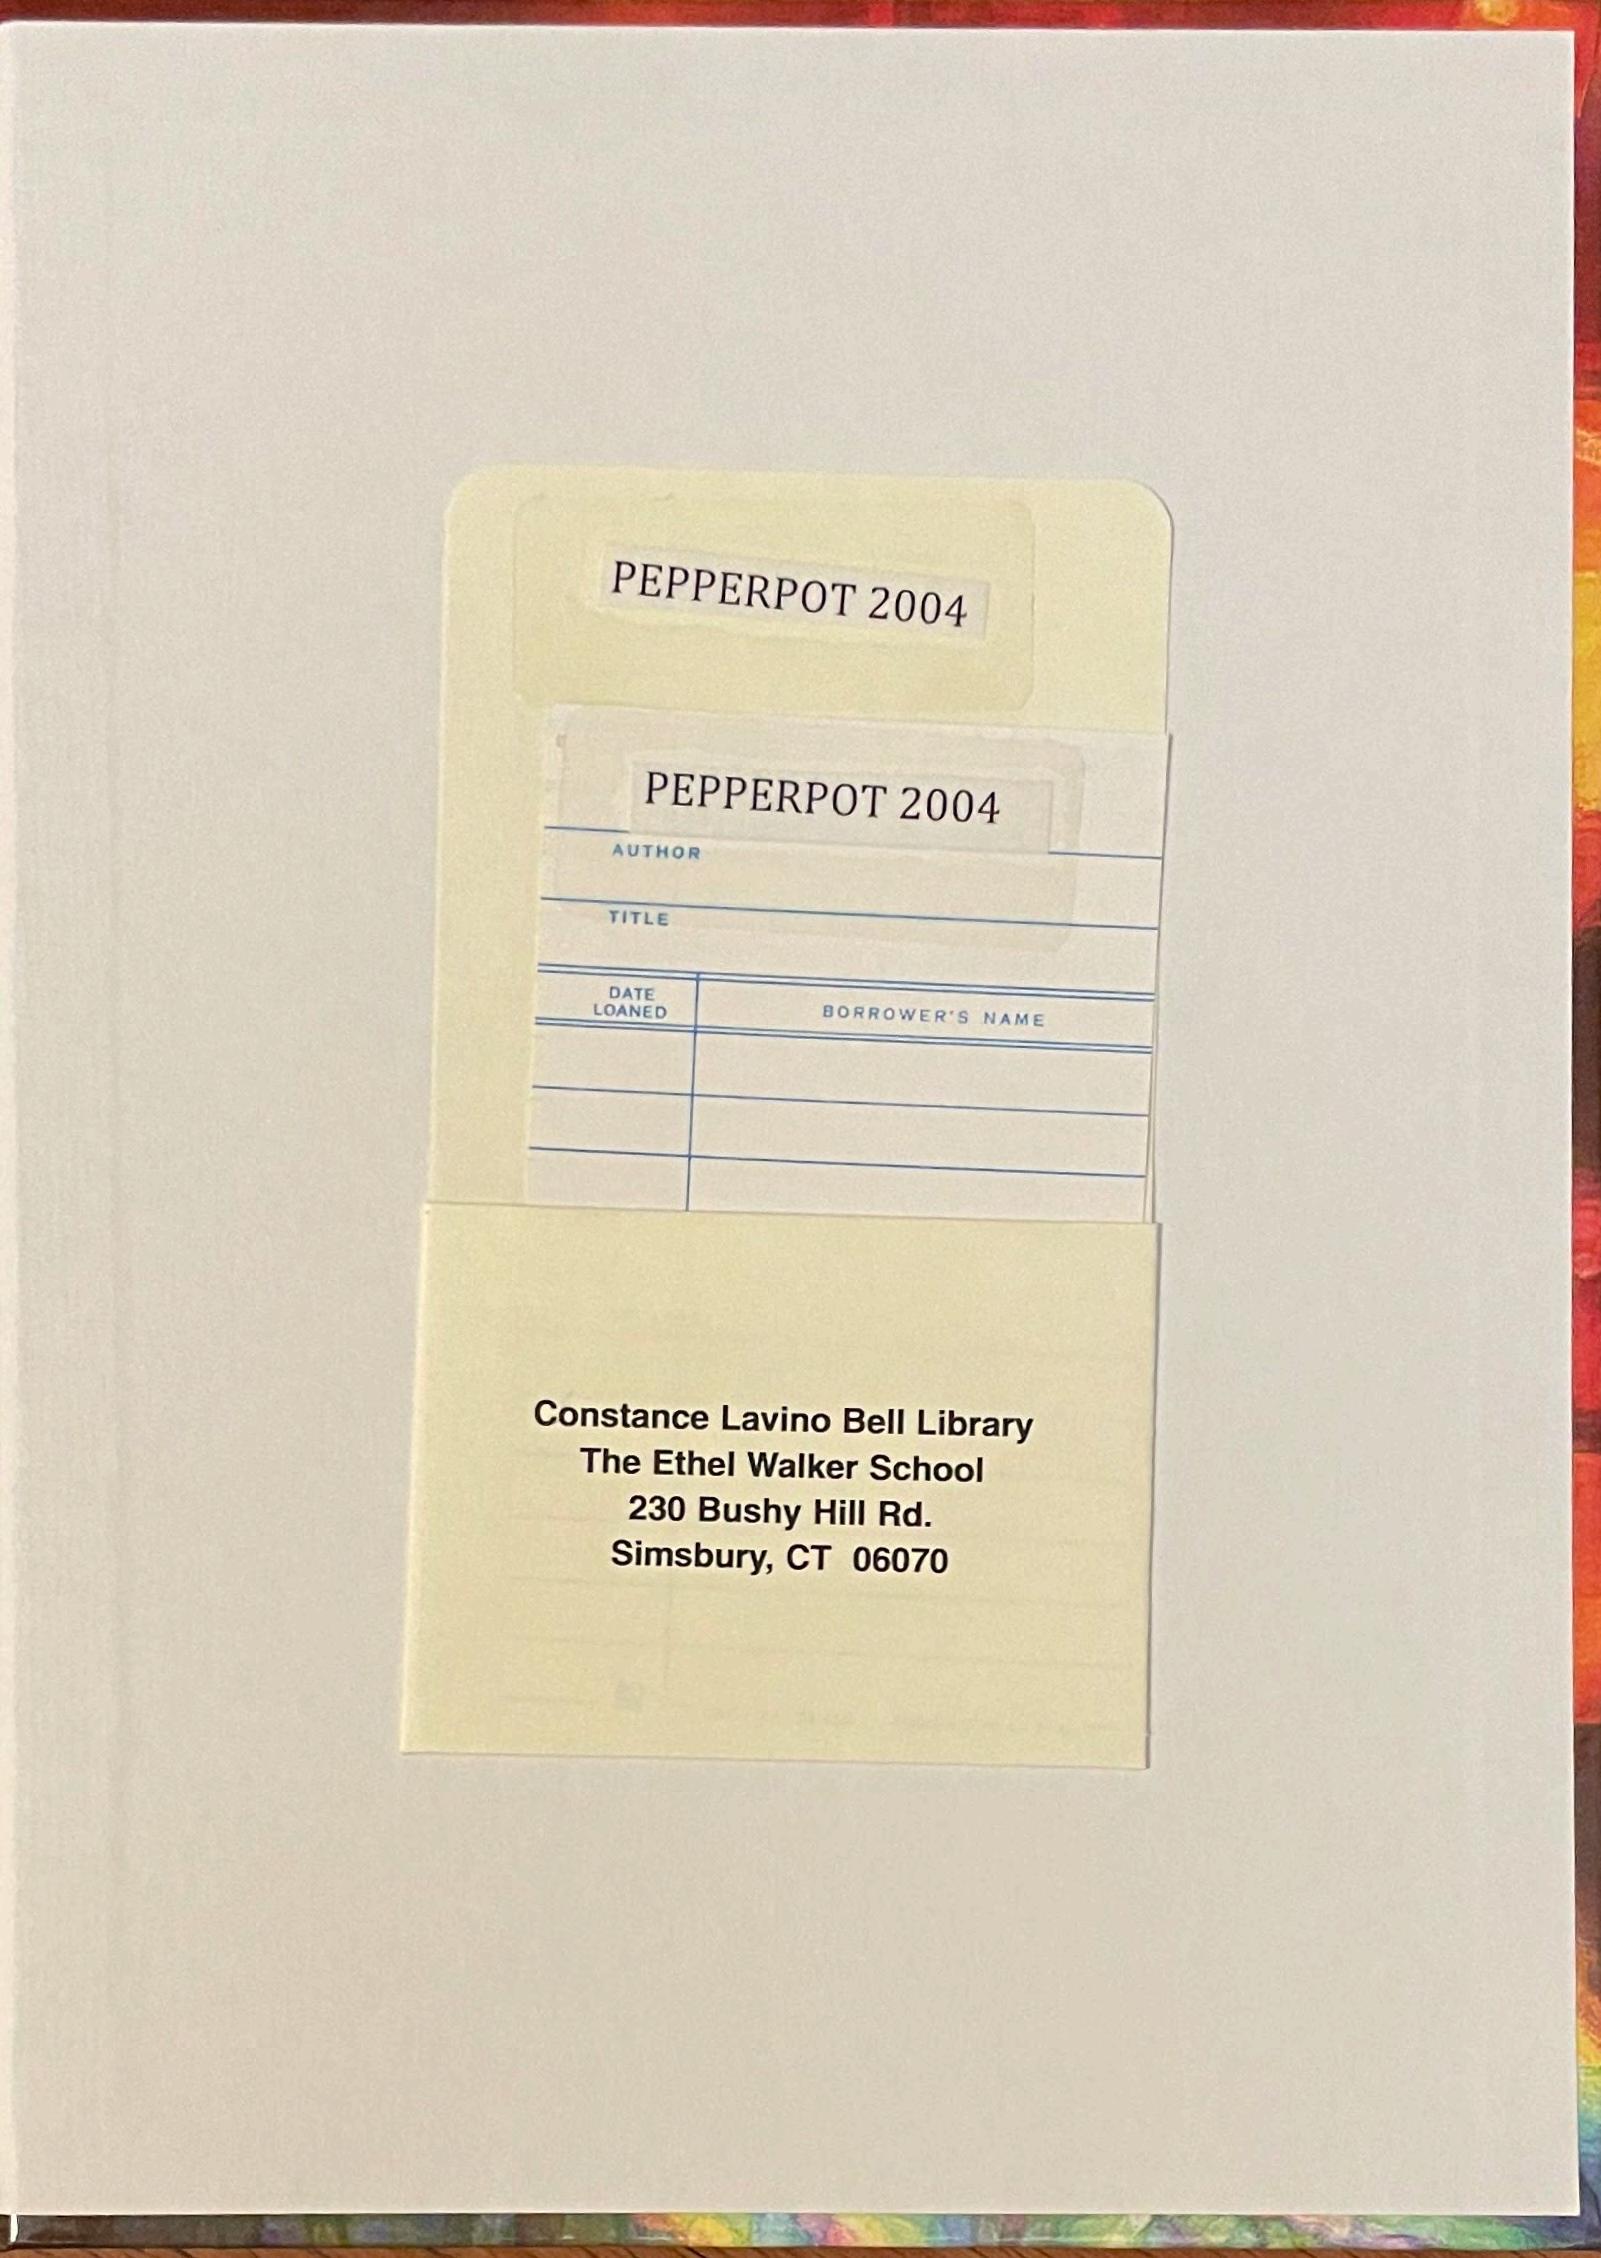 PEPPERPOT 2004
PEPPERPOT 2004
AUTHOR
TITLE
DATE
LOANED
BORROWER'S NAME
Constance Lavino Bell Library
The Ethel Walker School
230 Bushy Hill Rd.
Simsbury, CT 06070